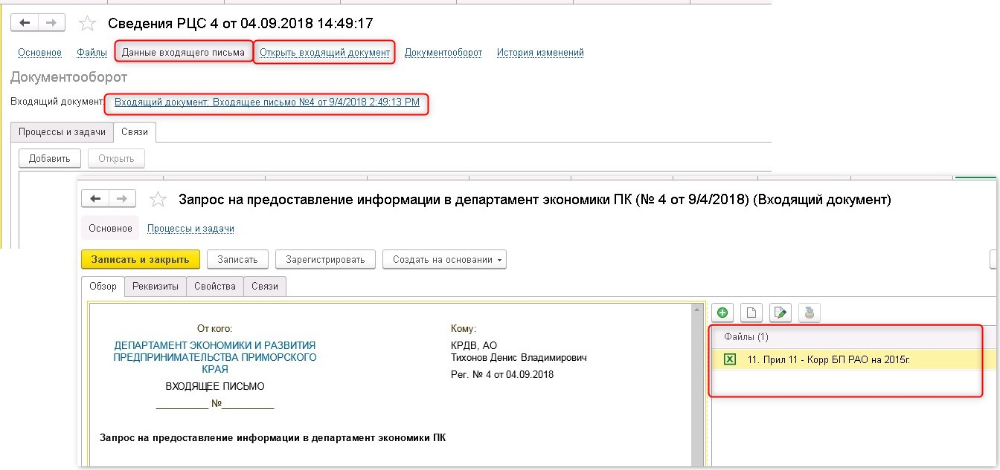 Сведения РЦС 4 от 04.09.2018 14:49:17
Основное Файлы Данные входящего письма Открыть входящий документ Документооборот История изменений
Документооборот
Входящий документ: Входящий документ: Входящее письмо №4 от 9/4/2018 2:49:13 PM
Процессы и задачи Связи
Добавить Открыть
Запрос на предоставление информации в департамент экономики ПК (№ 4 от 9/4/2018) (Входящий документ)
Основное Процессы и задачи
Записать и закрыть Записать Зарегистрировать Создать на основании
Обзор Реквизиты Свойства Связи
От кого:
ДЕПАРТАМЕНТ ЭКОНОМИКИ И РАЗВИТИЯ
ПРЕДПРИНИМАТЕЛЬСТВА ПРИМОРСКОГО
КРАЯ
ВХОДЯЩЕЕ ПИСЬМО
__________ №__________
Кому:
КРДВ, АО
Тихонов Денис Владимирович
Рег. № 4 от 04.09.2018
Запрос на предоставление информации в департамент экономики ПК
Файлы (1)
11. Прил 11 - Корр БП РАО на 2015г.